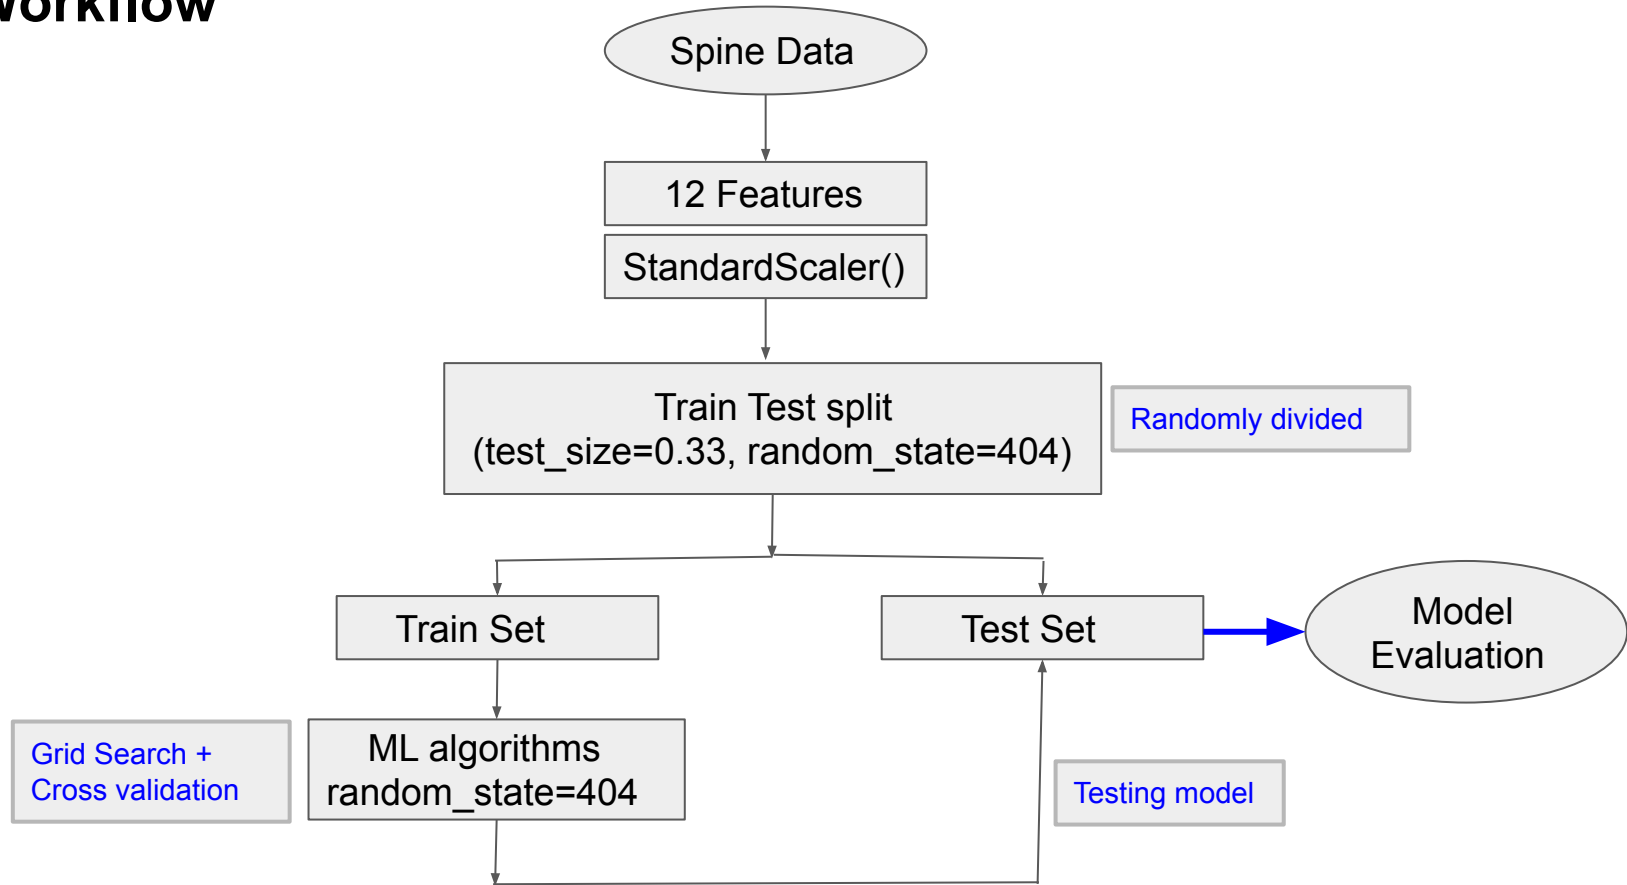 Workflow
Spine Data
12 Features
StandardScaler()
Train Test split
(test_size=0.33, random_state=404)
Randomly divided
Train Set
Test Set
Model
Evaluation
Grid Search +
Cross validation
ML algorithms
random_state=404
Testing model